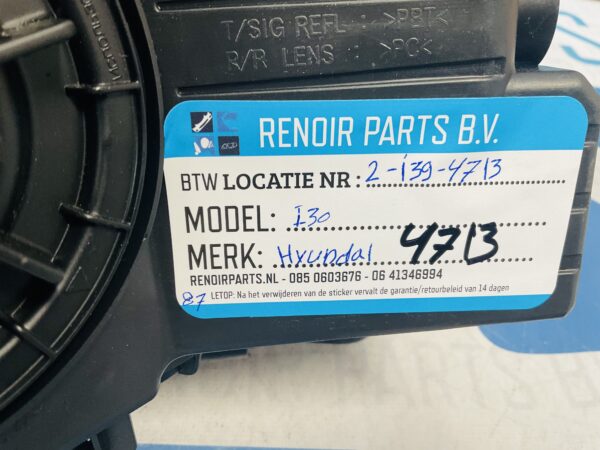 T/SIG REFL : >PBT<
R/R LENS : >PC<
RENOIR PARTS B.V.
BTW LOCATIE NR : 2-i39-4713
MODEL: I30
MERK: Hyundai 4713
RENOIRPARTS.NL - 085 0603676 - 06 41346994
87 LETOP: Na het verwijderen van de sticker vervalt de garantie/retourbeleid van 14 dagen